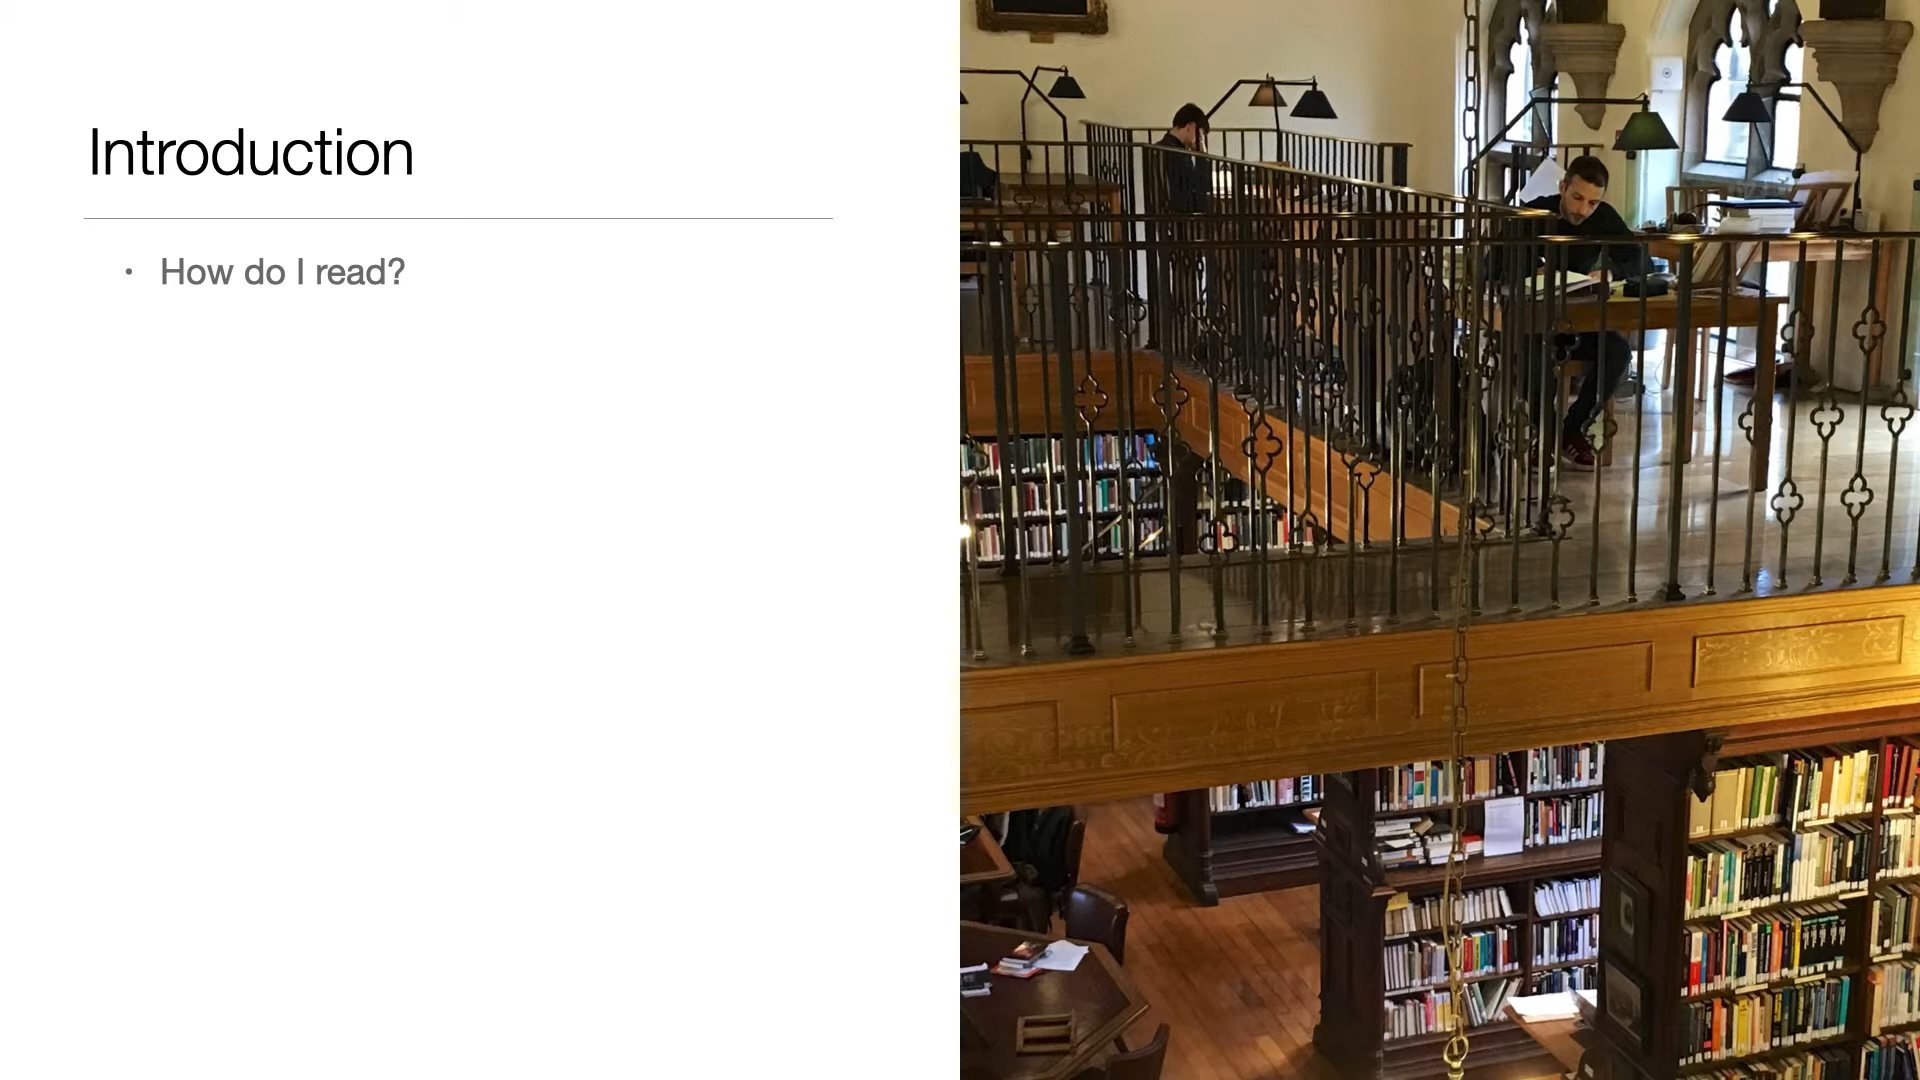 Introduction
• How do I read?